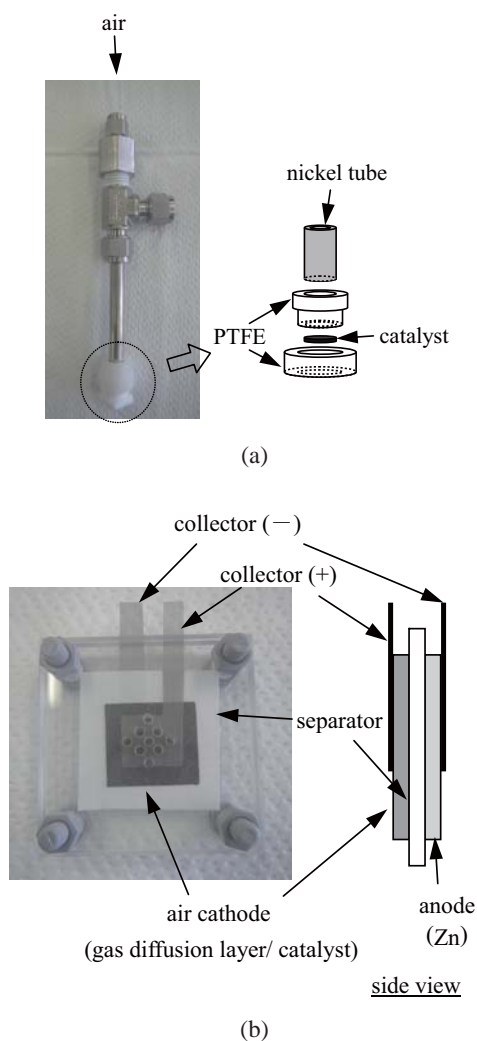 air
nickel tube
PTFE
catalyst
(a)
collector (－)
collector (+)
separator
air cathode
(gas diffusion layer/ catalyst)
anode
(Zn)
side view
(b)